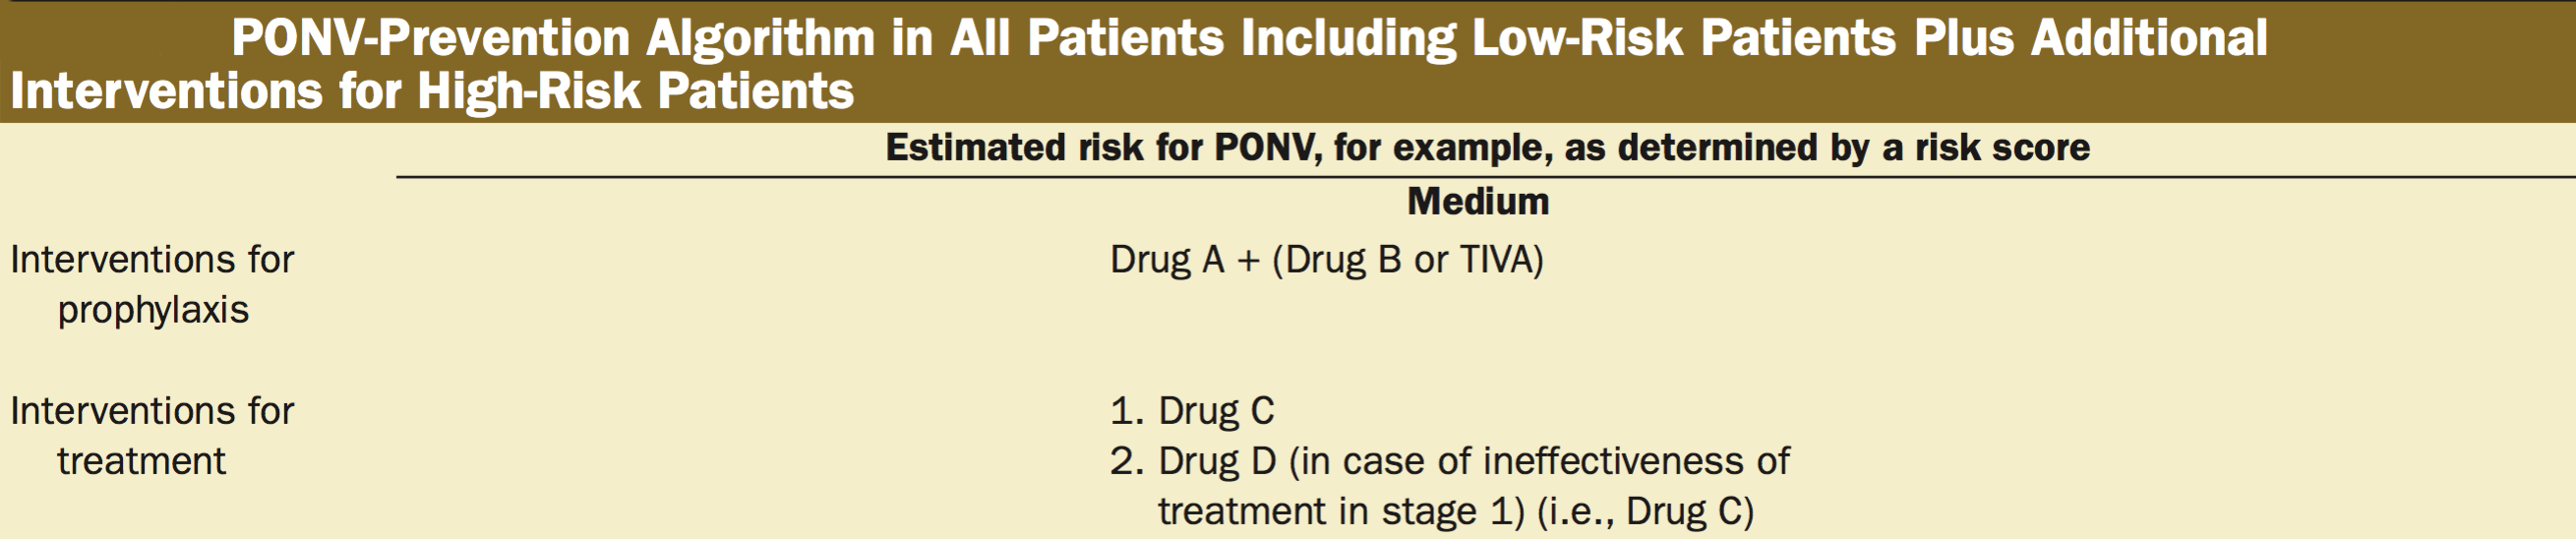 PONV-Prevention Algorithm in All Patients Including Low-Risk Patients Plus Additional
Interventions for High-Risk Patients
Estimated risk for PONV, for example, as determined by a risk score
Medium
Interventions for
prophylaxis
Drug A + (Drug B or TIVA)
Interventions for
treatment
1. Drug C
2. Drug D (in case of ineffectiveness of
treatment in stage 1) (i.e., Drug C)